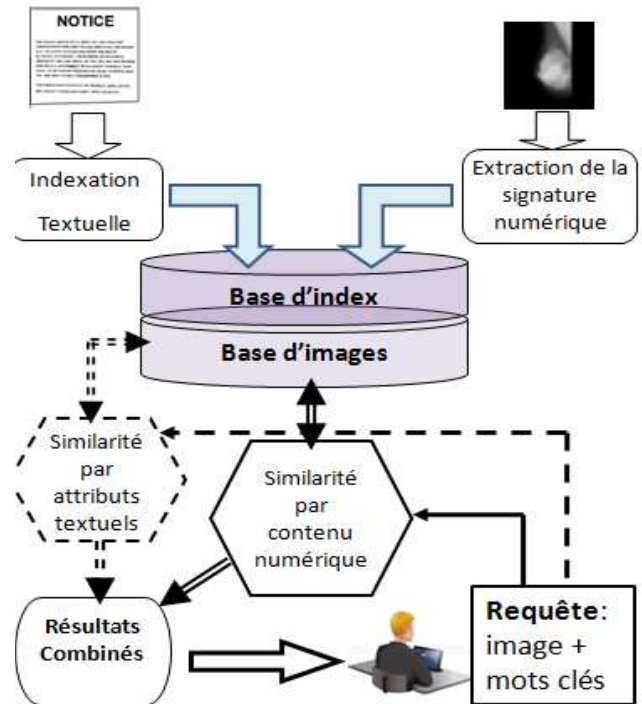 NOTICE
Indexation
Textuelle
Extraction de la
signature
numérique
Base d’index
Base d’images
Similarité
par
attributs
textuels
Similarité
par
contenu
numérique
Résultats
Combinés
Requête:
image +
mots clés